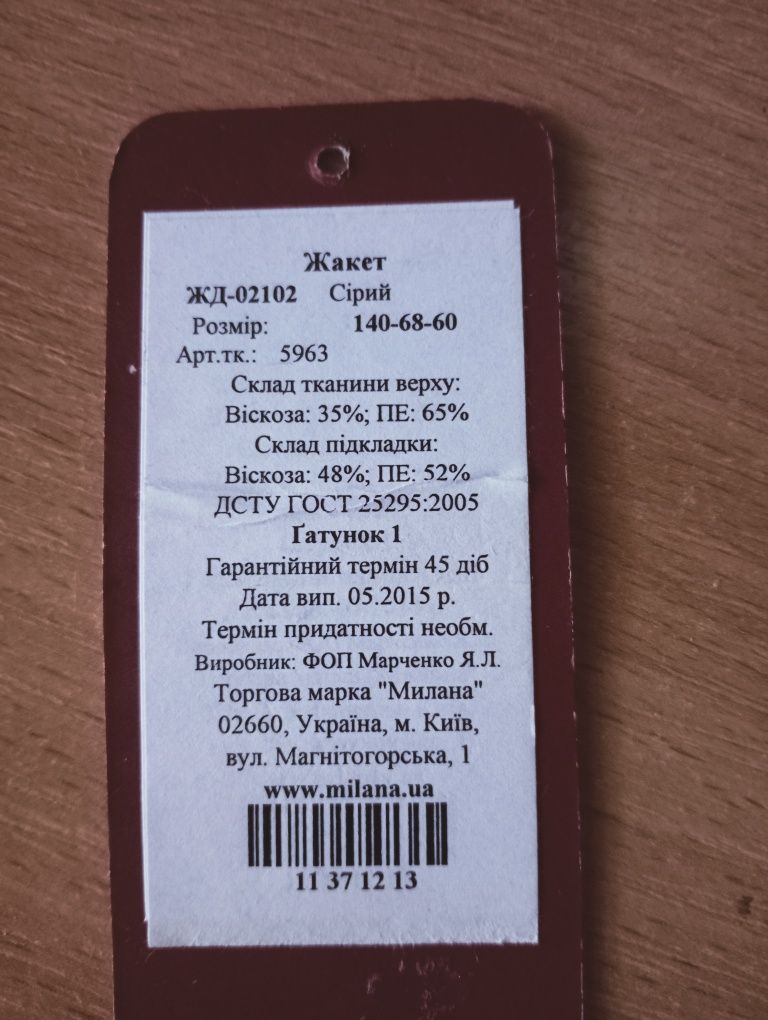 Жакет
ЖД-02102 Сірий
Розмір: 140-68-60
Арт.тк.: 5963
Склад тканини верху:
Віскоза: 35%; ПЕ: 65%
Склад підкладки:
Віскоза: 48%; ПЕ: 52%
ДСТУ ГОСТ 25295:2005
Ґатунок 1
Гарантійний термін 45 діб
Дата вип. 05.2015 р.
Термін придатності необм.
Виробник: ФОП Марченко Я.Л.
Торгова марка "Милана"
02660, Україна, м. Київ,
вул. Магнітогорська, 1
www.milana.ua
11 37 12 13